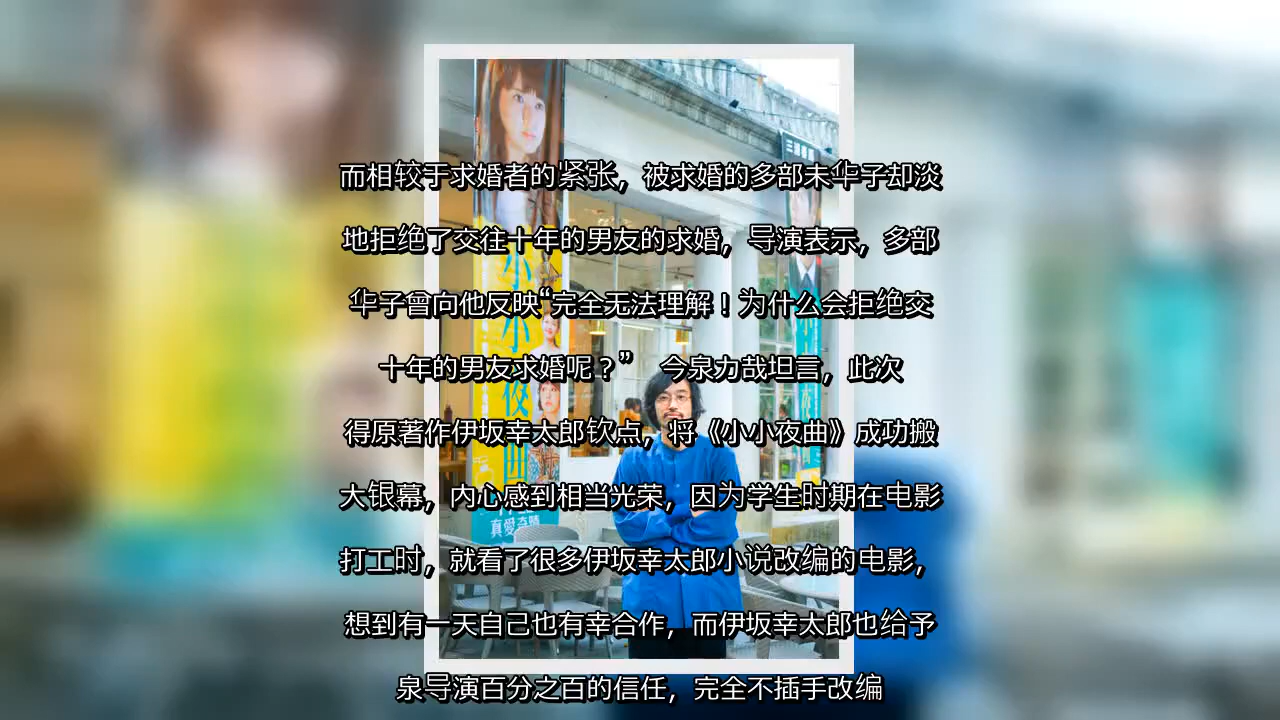 而相较于求婚者的紧张，被求婚的多部未华子却淡
地拒绝了交往十年的男友的求婚，导演表示，多部
华子曾向他反映“完全无法理解！为什么会拒绝交
十年的男友求婚呢？”　今泉力哉坦言，此次
得原著作伊坂幸太郎钦点，将《小小夜曲》成功搬
大银幕，内心感到相当光荣，因为学生时期在电影
打工时，就看了很多伊坂幸太郎小说改编的电影，
想到有一天自己也有幸合作，而伊坂幸太郎也给予
泉导演百分之百的信任，完全不插手改编
小小夜曲
真愛奇蹟